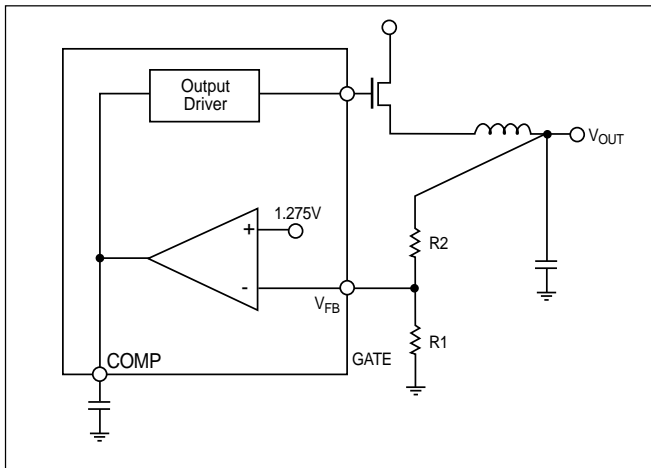 Output
Driver
V_OUT
1.275V
+
R2
-
V_FB
R1
COMP
GATE